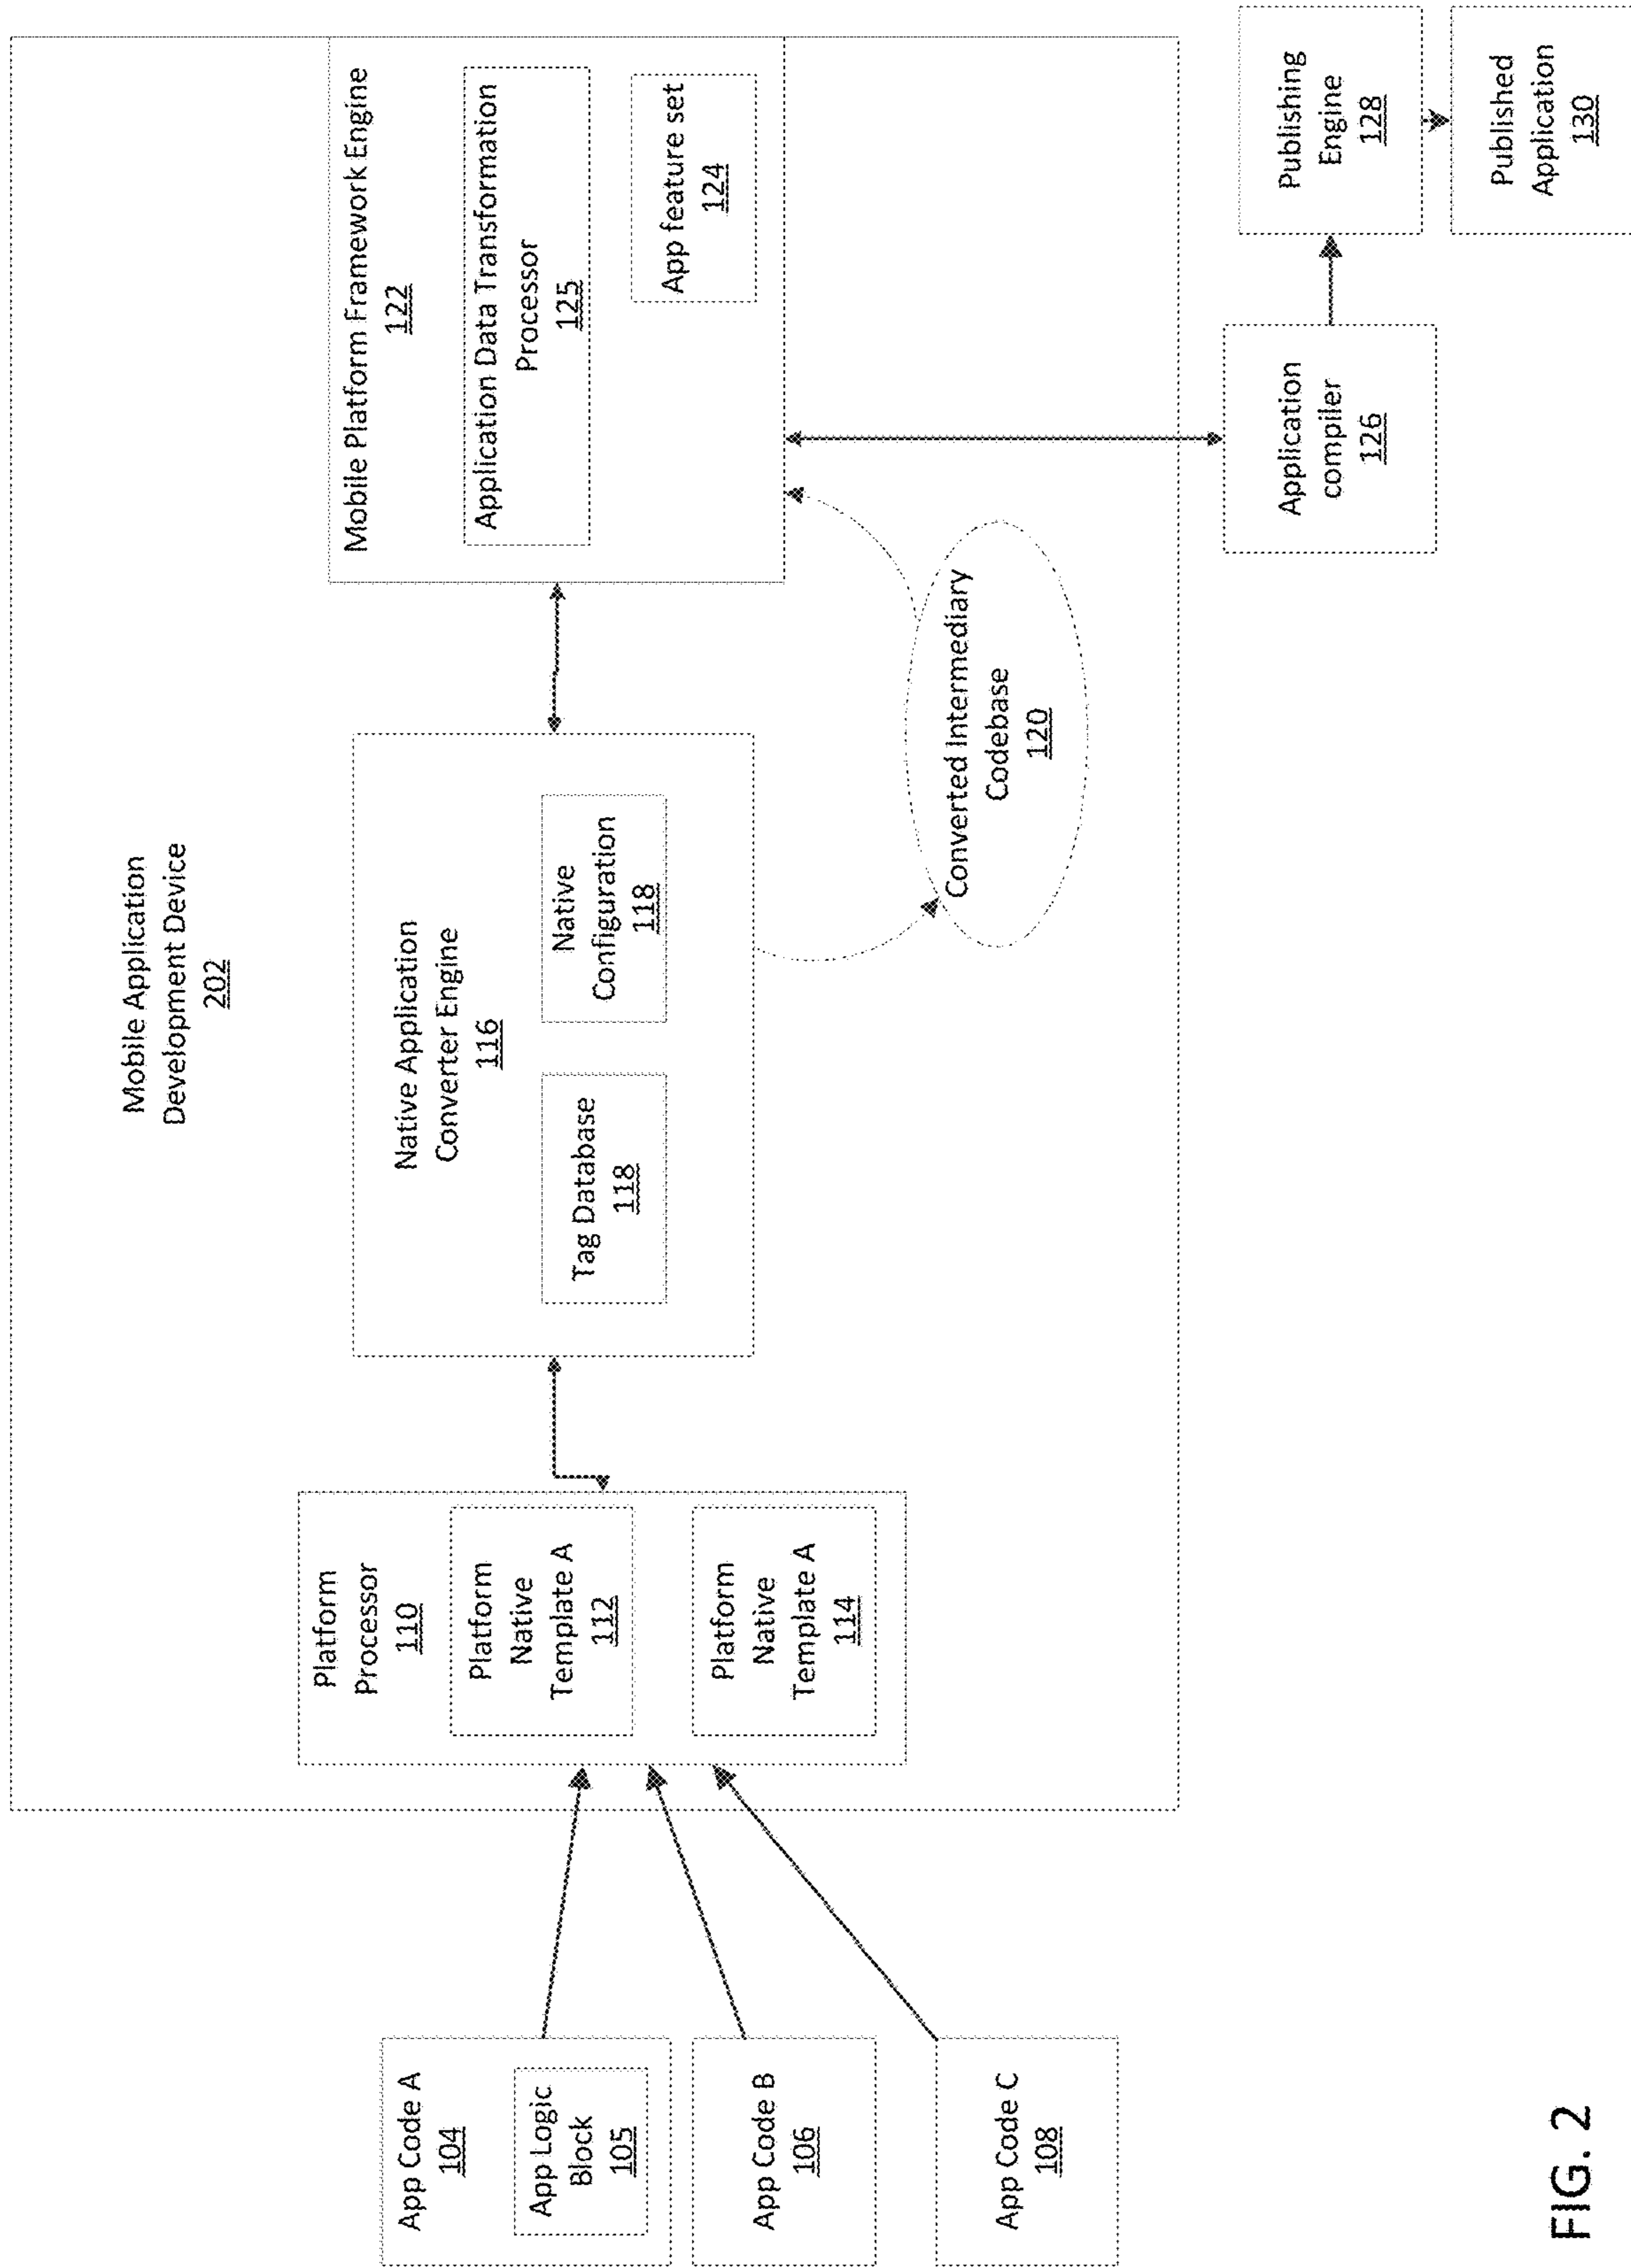 Mobile Application
Development Device
202
App Code A
104
App Logic
Block
105
App Code B
106
App Code C
108
Platform
Processor
110
Platform
Native
Template A
112
Platform
Native
Template A
114
Native Application
Converter Engine
116
Tag Database
118
Native
Configuration
118
Converted Intermediary
Codebase
120
Mobile Platform Framework Engine
122
Application Data Transformation
Processor
125
App feature set
124
Application
compiler
126
Publishing
Engine
128
Published
Application
130
FIG. 2